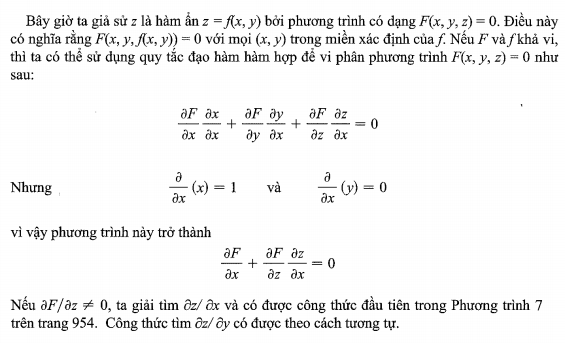 Bây giờ ta giả sử z là hàm ẩn z = f(x, y) bởi phương trình có dạng F(x, y, z) = 0. Điều này
có nghĩa rằng F(x, y, f(x, y)) = 0 với mọi (x, y) trong miền xác định của f. Nếu F và f khả vi,
thì ta có thể sử dụng quy tắc đạo hàm hàm hợp để vi phân phương trình F(x, y, z) = 0 như
sau:
∂F/∂x ∂x/∂x + ∂F/∂y ∂y/∂x + ∂F/∂z ∂z/∂x = 0
Nhưng ∂/∂x (x) = 1 và ∂/∂x (y) = 0
vì vậy phương trình này trở thành
∂F/∂x + ∂F/∂z ∂z/∂x = 0
Nếu ∂F/∂z ≠ 0, ta giải tìm ∂z/ ∂x và có được công thức đầu tiên trong Phương trình 7
trên trang 954. Công thức tìm ∂z/ ∂y có được theo cách tương tự.